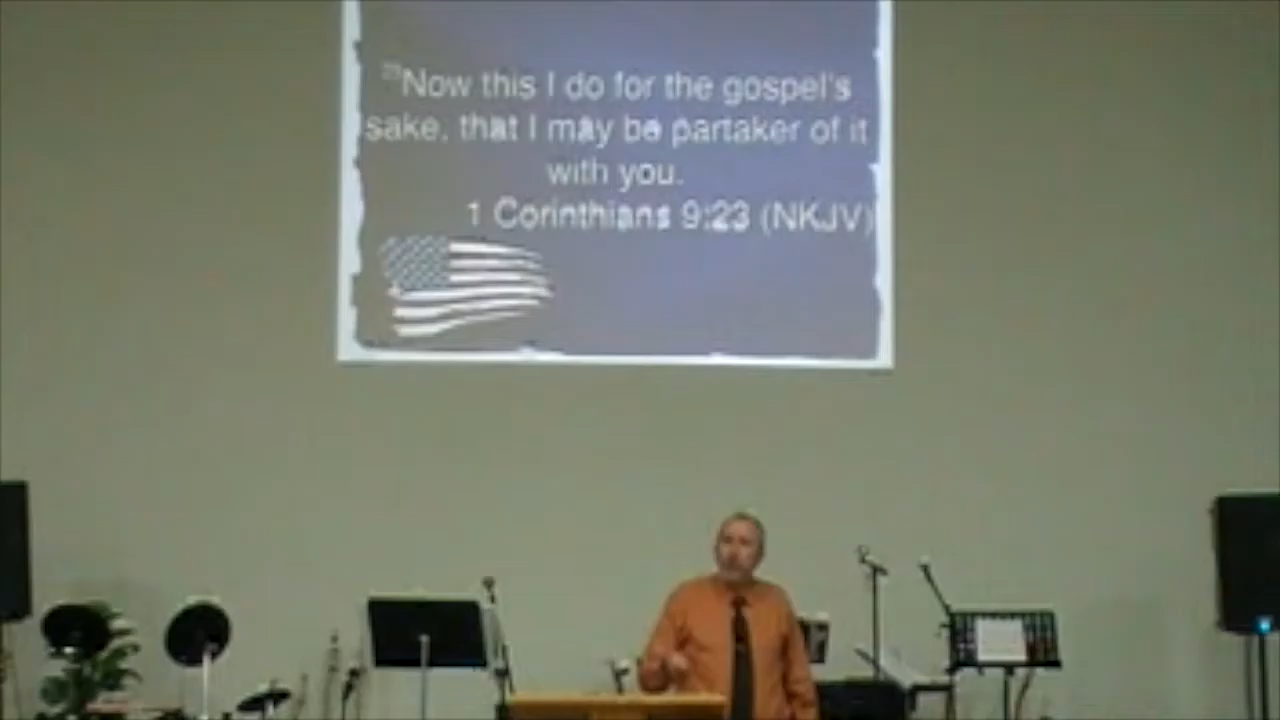 23Now this I do for the gospel's
sake, that I may be partaker of it
with you.
1 Corinthians 9:23 (NKJV)